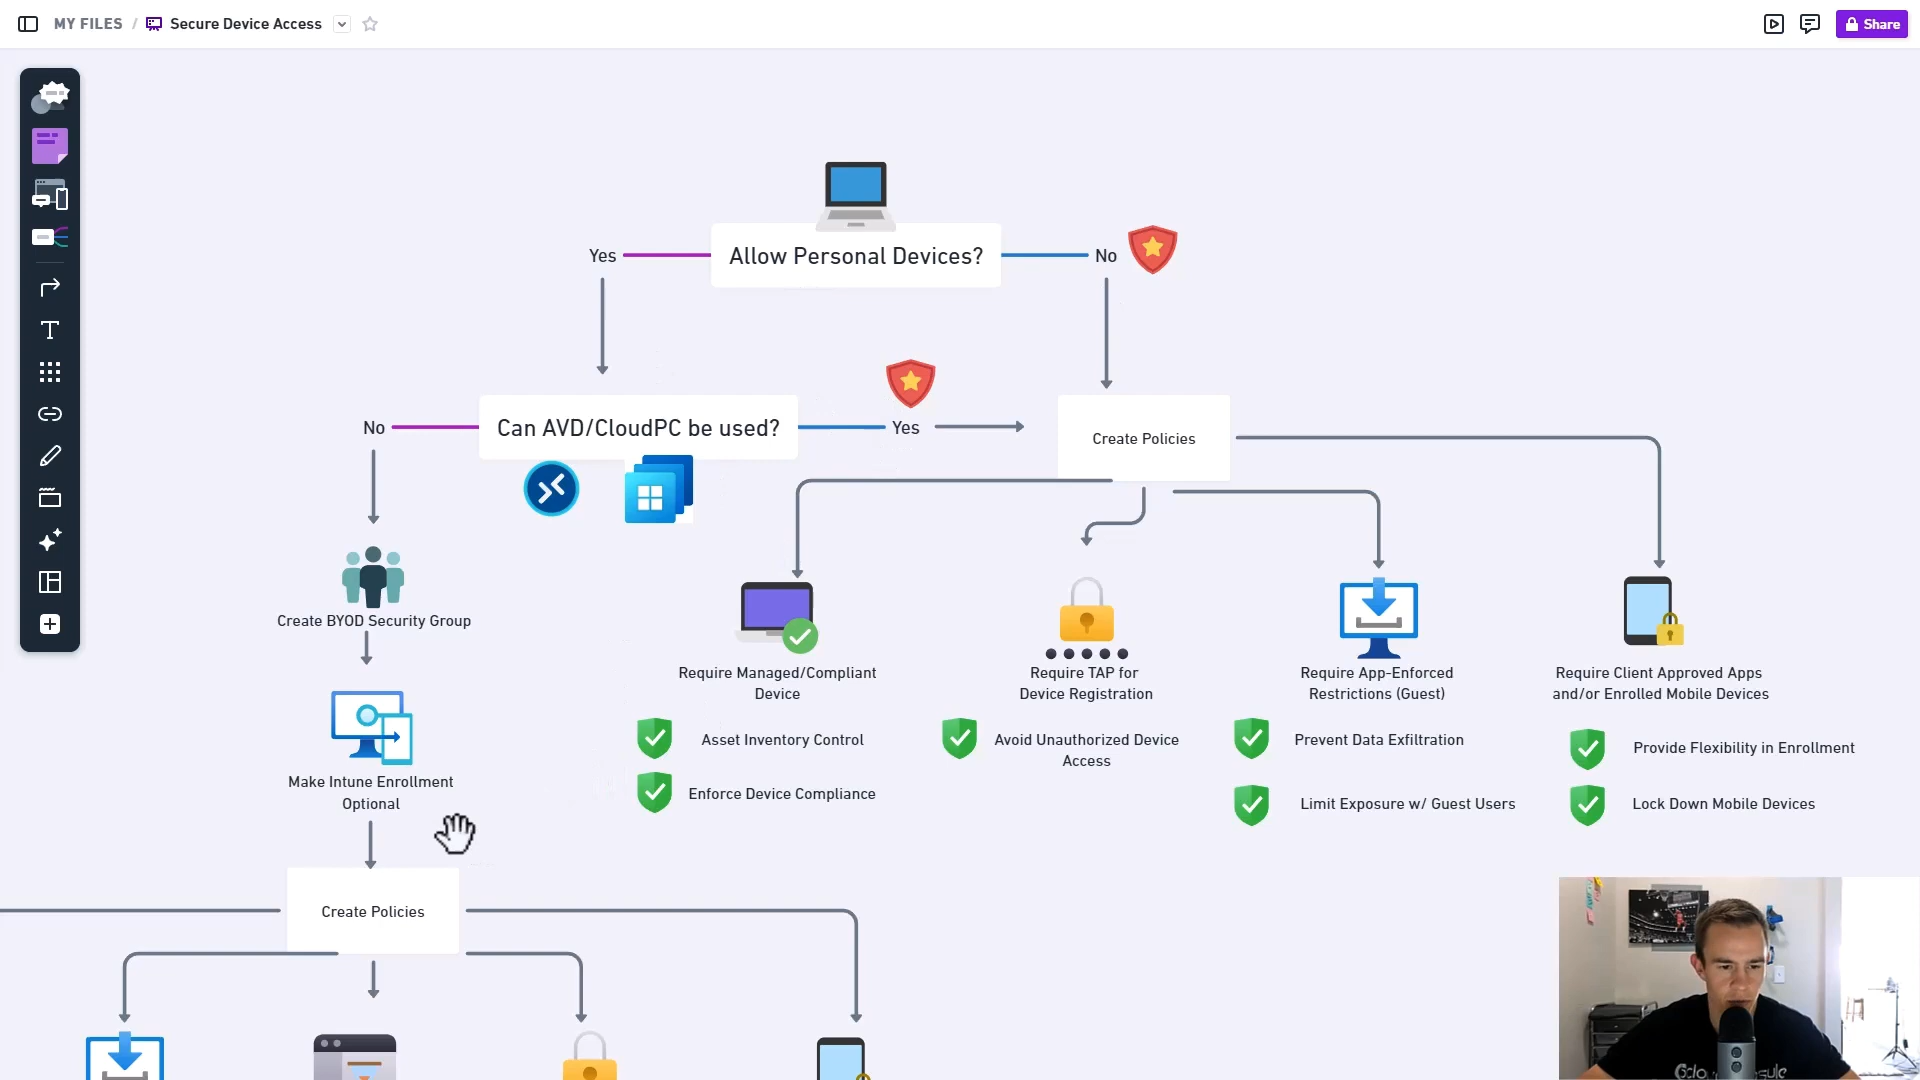 MY FILES / Secure Device Access
Share
Allow Personal Devices?
Yes
No
Can AVD/CloudPC be used?
No
Yes
Create Policies
Create BYOD Security Group
Make Intune Enrollment
Optional
Require Managed/Compliant
Device
Asset Inventory Control
Enforce Device Compliance
Require TAP for
Device Registration
Avoid Unauthorized Device
Access
Require App-Enforced
Restrictions (Guest)
Prevent Data Exfiltration
Limit Exposure w/ Guest Users
Require Client Approved Apps
and/or Enrolled Mobile Devices
Provide Flexibility in Enrollment
Lock Down Mobile Devices
Create Policies